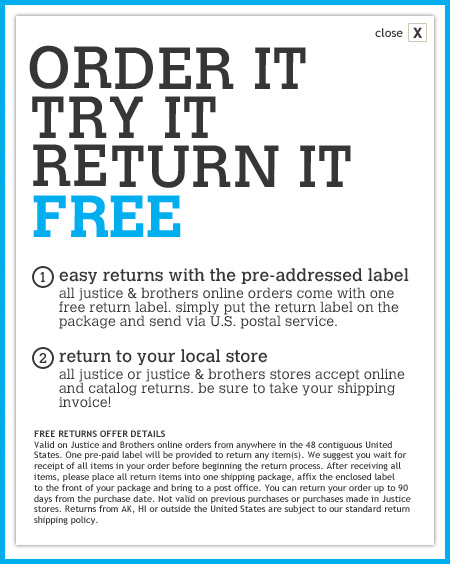 close X
ORDER IT
TRY IT
RETURN IT
FREE
1 easy returns with the pre-addressed label
all justice & brothers online orders come with one
free return label. simply put the return label on the
package and send via U.S. postal service.
2 return to your local store
all justice or justice & brothers stores accept online
and catalog returns. be sure to take your shipping
invoice!
FREE RETURNS OFFER DETAILS
Valid on Justice and Brothers online orders from anywhere in the 48 contiguous United
States. One pre-paid label will be provided to return any item(s). We suggest you wait for
receipt of all items in your order before beginning the return process. After receiving all
items, please place all return items into one shipping package, affix the enclosed label
to the front of your package and bring to a post office. You can return your order up to 90
days from the purchase date. Not valid on previous purchases or purchases made in Justice
stores. Returns from AK, HI or outside the United States are subject to our standard return
shipping policy.